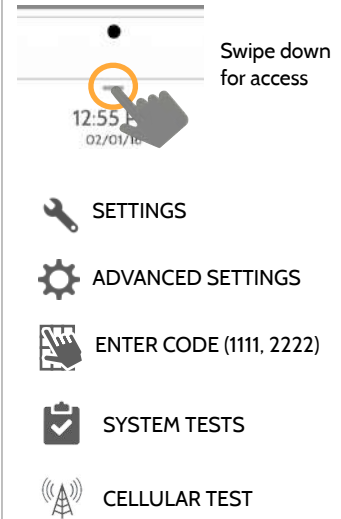 Swipe down
for access
12:55
02/01/18
SETTINGS
ADVANCED SETTINGS
ENTER CODE (1111, 2222)
SYSTEM TESTS
CELLULAR TEST